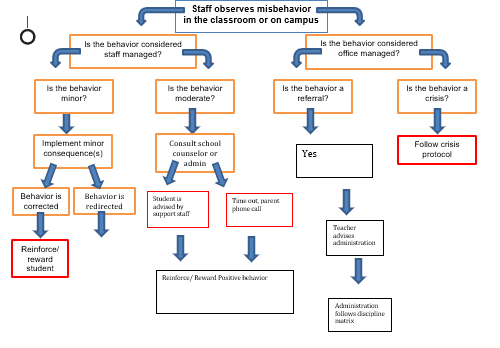 Staff observes misbehavior
in the classroom or on campus
Is the behavior considered
staff managed?
Is the behavior considered
office managed?
Is the behavior
minor?
Is the behavior
moderate?
Is the behavior a
referral?
Is the behavior a
crisis?
Implement minor
consequence(s)
Consult school
counselor or
admin
Yes
Follow crisis
protocol
Behavior is
corrected
Behavior is
redirected
Student is
advised by
support staff
Time out, parent
phone call
Teacher
advises
administration
Reinforce/
reward
student
Reinforce/ Reward Positive behavior
Administration
follows discipline
matrix